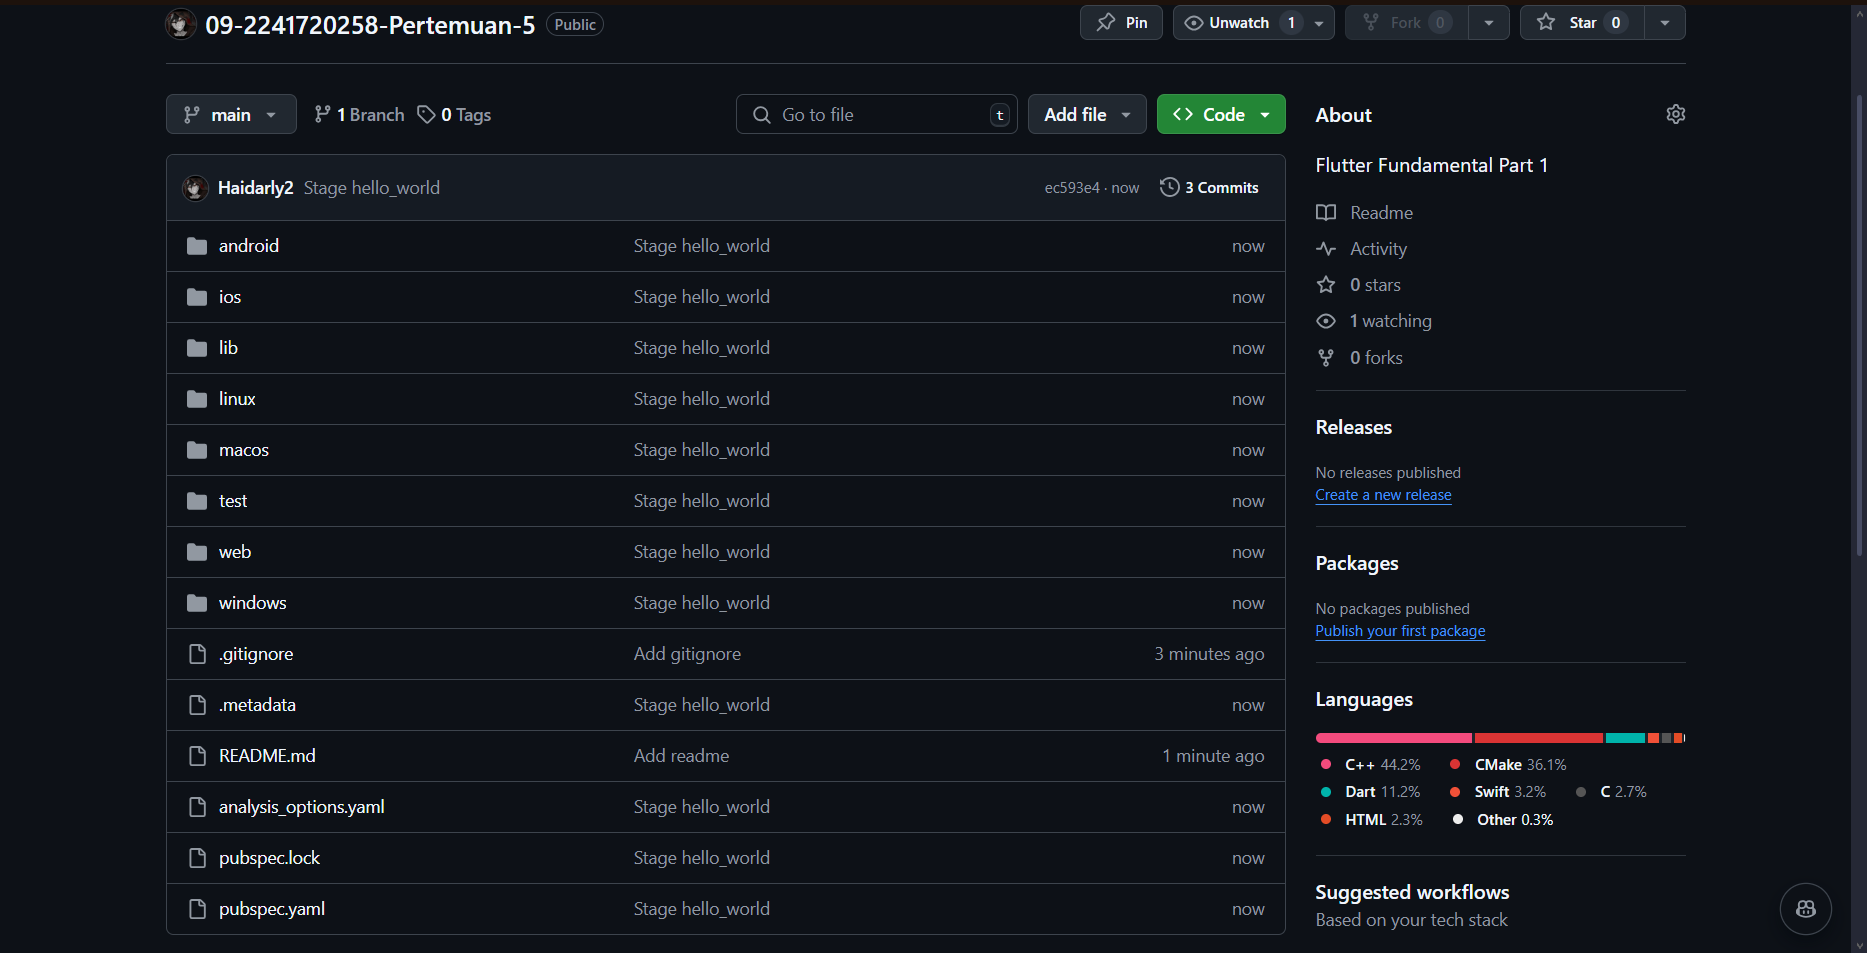 09-2241720258-Pertemuan-5 Public Pin Unwatch 1 Fork 0 Star 0
main 1 Branch 0 Tags Go to file t Add file Code
Haidarly2 Stage hello_world ec593e4 · now 3 Commits
android Stage hello_world now
ios Stage hello_world now
lib Stage hello_world now
linux Stage hello_world now
macos Stage hello_world now
test Stage hello_world now
web Stage hello_world now
windows Stage hello_world now
.gitignore Add gitignore 3 minutes ago
.metadata Stage hello_world now
README.md Add readme 1 minute ago
analysis_options.yaml Stage hello_world now
pubspec.lock Stage hello_world now
pubspec.yaml Stage hello_world now
About
Flutter Fundamental Part 1
Readme
Activity
0 stars
1 watching
0 forks
Releases
No releases published
Create a new release
Packages
No packages published
Publish your first package
Languages
C++ 44.2% CMake 36.1%
Dart 11.2% Swift 3.2% C 2.7%
HTML 2.3% Other 0.3%
Suggested workflows
Based on your tech stack